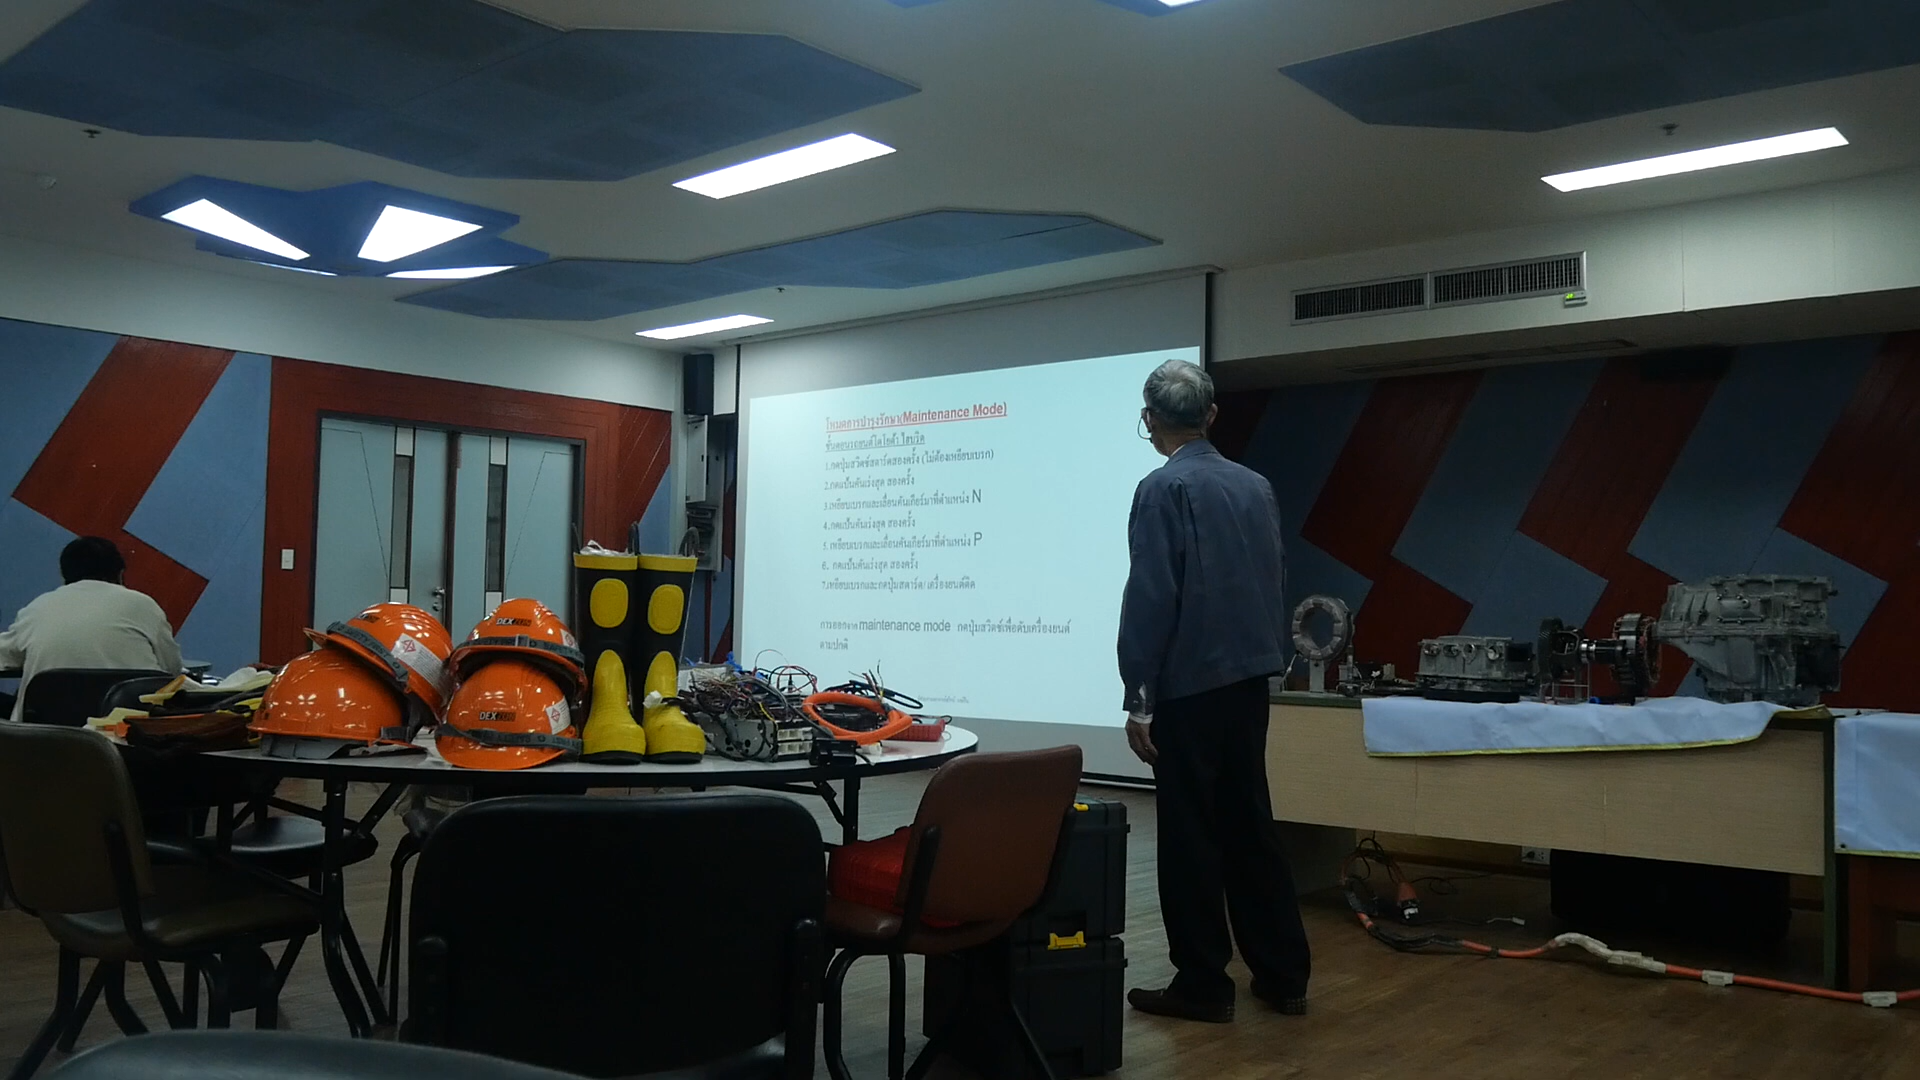 โหมดการบำรุงรักษา(Maintenance Mode)
ขั้นตอนรถยนต์โตโยต้า ไฮบริด
1.กดปุ่มสวิตช์สตาร์ตสองครั้ง (ไม่ต้องเหยียบเบรก)
2.กดแป้นคันเร่งสุด สองครั้ง
3.เหยียบเบรกและเลื่อนคันเกียร์มาที่ตำแหน่ง N
4.กดแป้นคันเร่งสุด สองครั้ง
5. เหยียบเบรกและเลื่อนคันเกียร์มาที่ตำแหน่ง P
6. กดแป้นคันเร่งสุด สองครั้ง
7.เหยียบเบรกและกดปุ่มสตาร์ต/ เครื่องยนต์ติด
การออกจาก maintenance mode กดปุ่มสวิตช์เพื่อดับเครื่องยนต์
ตามปกติ
DEXZON
DEXZON